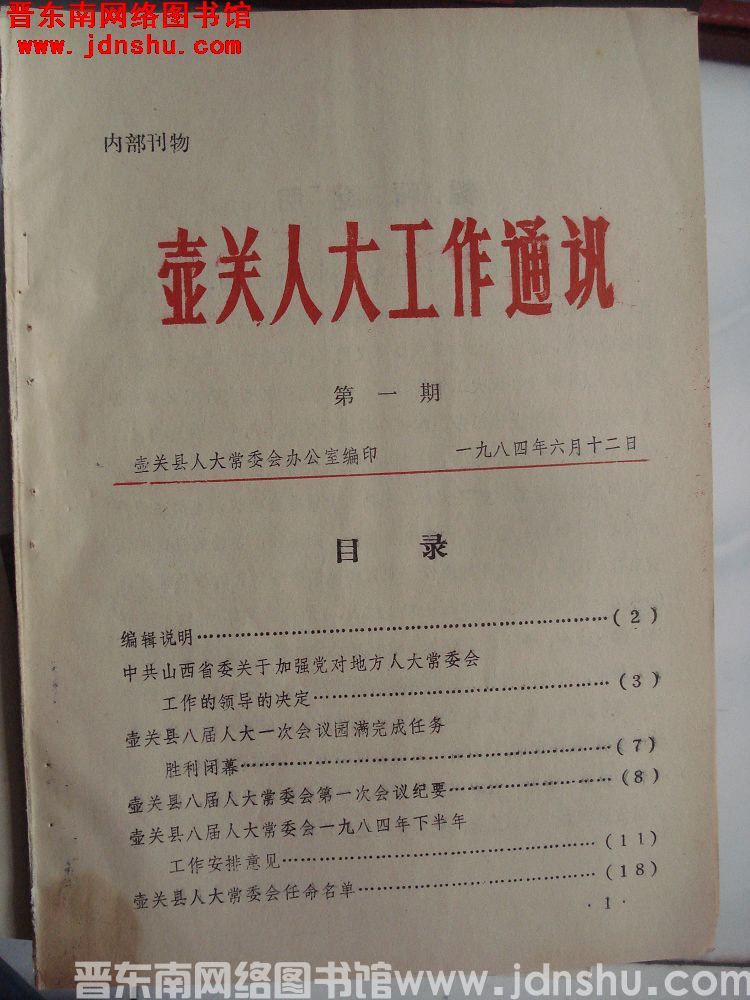 晋东南网络图书馆
www.jdnshu.com
内部刊物
壶关人大工作通讯
第一期
壶关县人大常委会办公室编印 一九八四年六月十二日
目录
编辑说明……(2)
中共山西省委关于加强党对地方人大常委会
工作的领导的决定……(3)
壶关县八届人大一次会议园满完成任务
胜利闭幕……(7)
壶关县八届人大常委会第一次会议纪要……(8)
壶关县八届人大常委会一九八四年下半年
工作安排意见……(11)
壶关县人大常委会任命名单……(18)
·1·
晋东南网络图书馆www.jdnshu.com